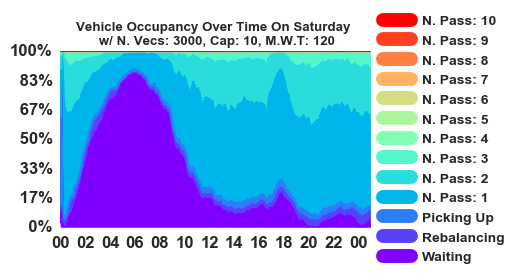 Vehicle Occupancy Over Time On Saturday
w/ N. Vecs: 3000, Cap: 10, M.W.T: 120
100%
83%
67%
50%
33%
17%
0%
00 02 04 06 08 10 12 14 16 18 20 22 00
N. Pass: 10
N. Pass: 9
N. Pass: 8
N. Pass: 7
N. Pass: 6
N. Pass: 5
N. Pass: 4
N. Pass: 3
N. Pass: 2
N. Pass: 1
Picking Up
Rebalancing
Waiting